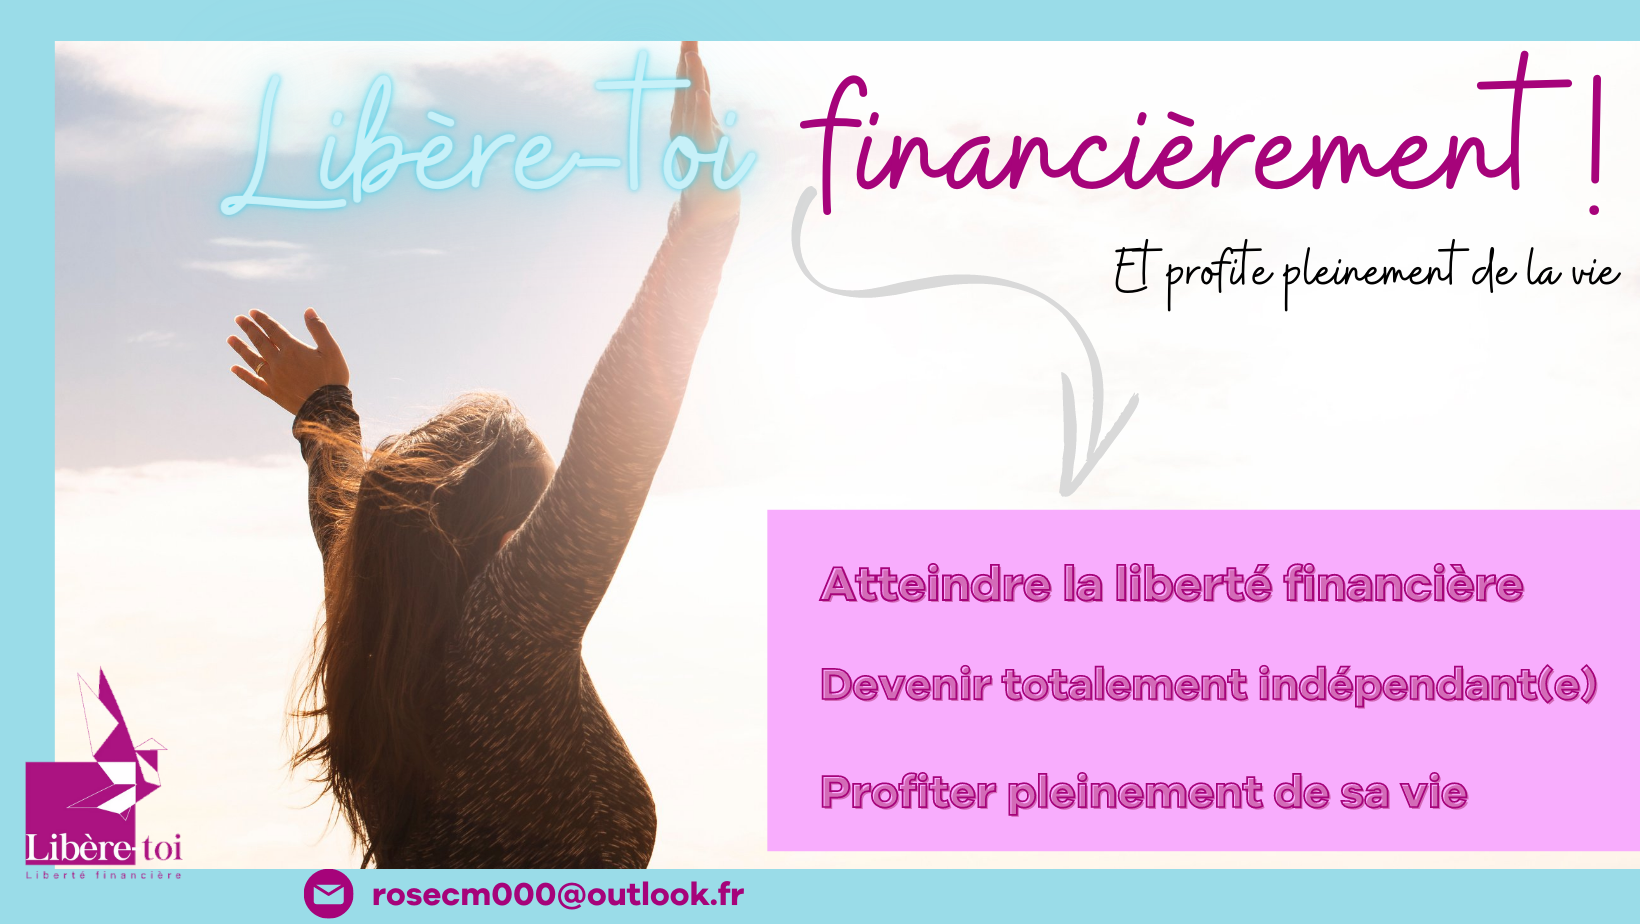 Libère-toi financièrement !
Et profite pleinement de la vie
Atteindre la liberté financière
Devenir totalement indépendant(e)
Profiter pleinement de sa vie
Libère-toi
Liberté financière
rosecm000@outlook.fr